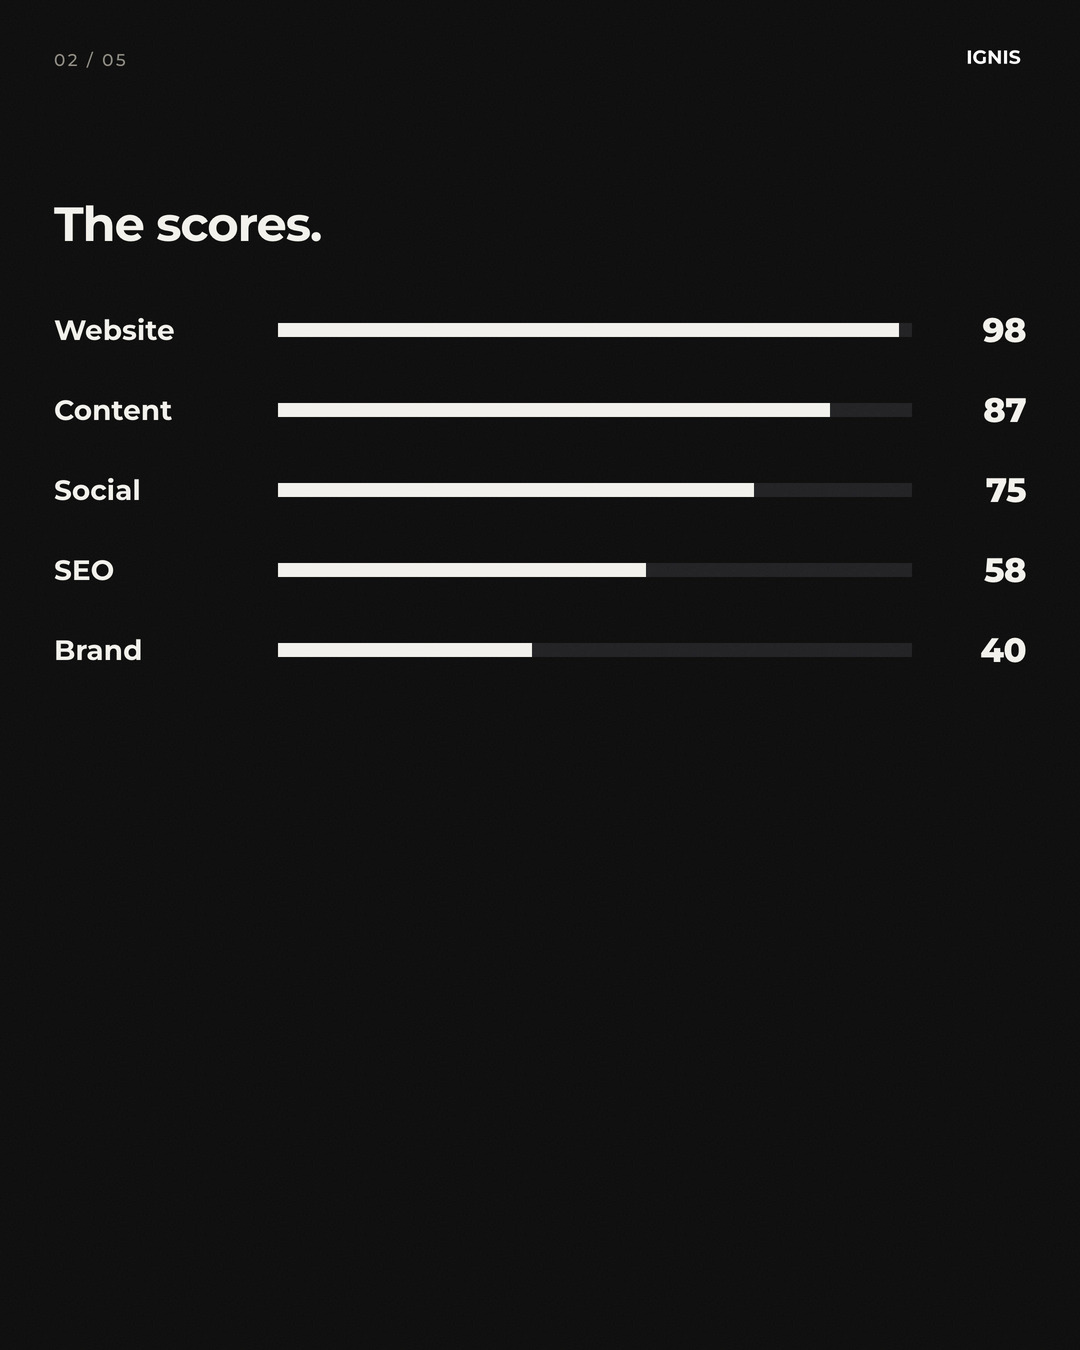 02 / 05
IGNIS
The scores.
Website 98
Content 87
Social 75
SEO 58
Brand 40